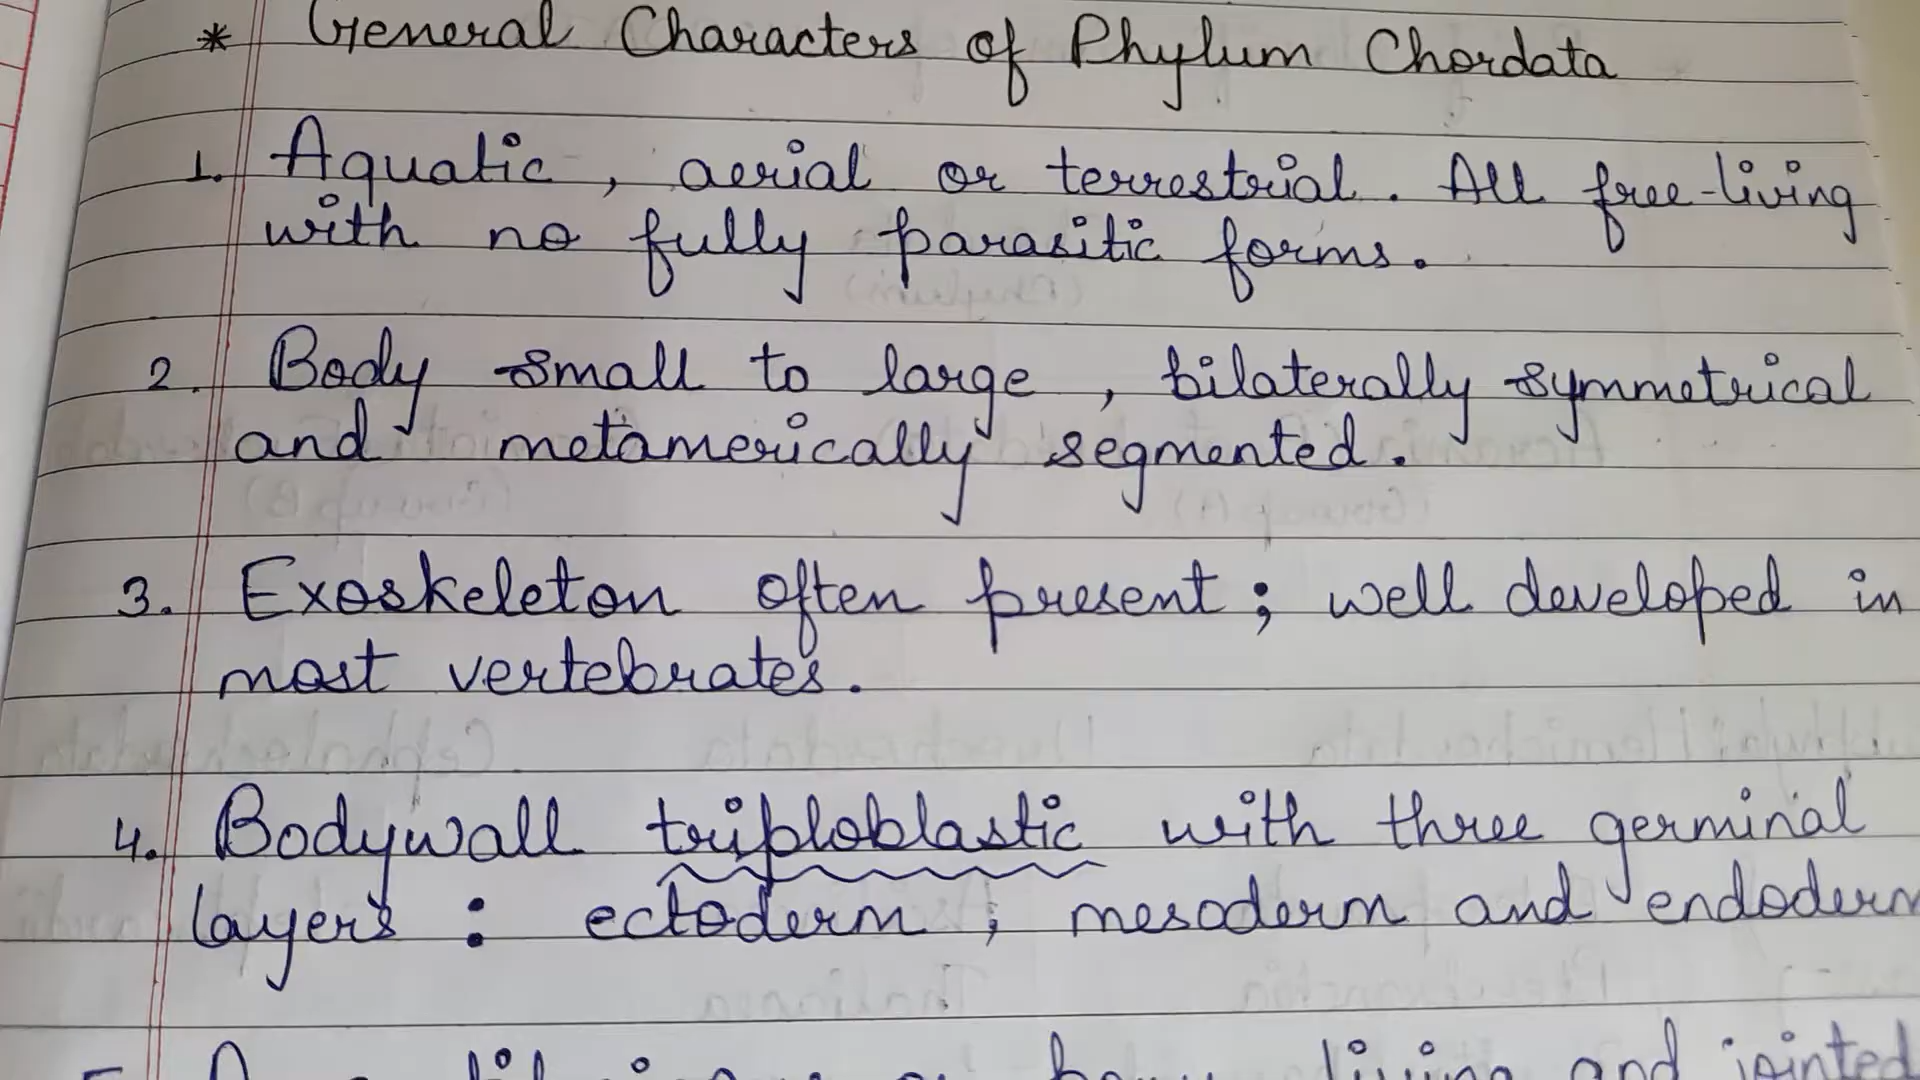 * General Characters of Phylum Chordata
1. Aquatic, aerial or terrestrial. All free-living
with no fully parasitic forms.
2. Body small to large, bilaterally symmetrical
and metamerically segmented.
3. Exoskeleton often present; well developed in
most vertebrates.
4. Bodywall triploblastic with three germinal
layers : ectoderm, mesoderm and endoderm
and jointed